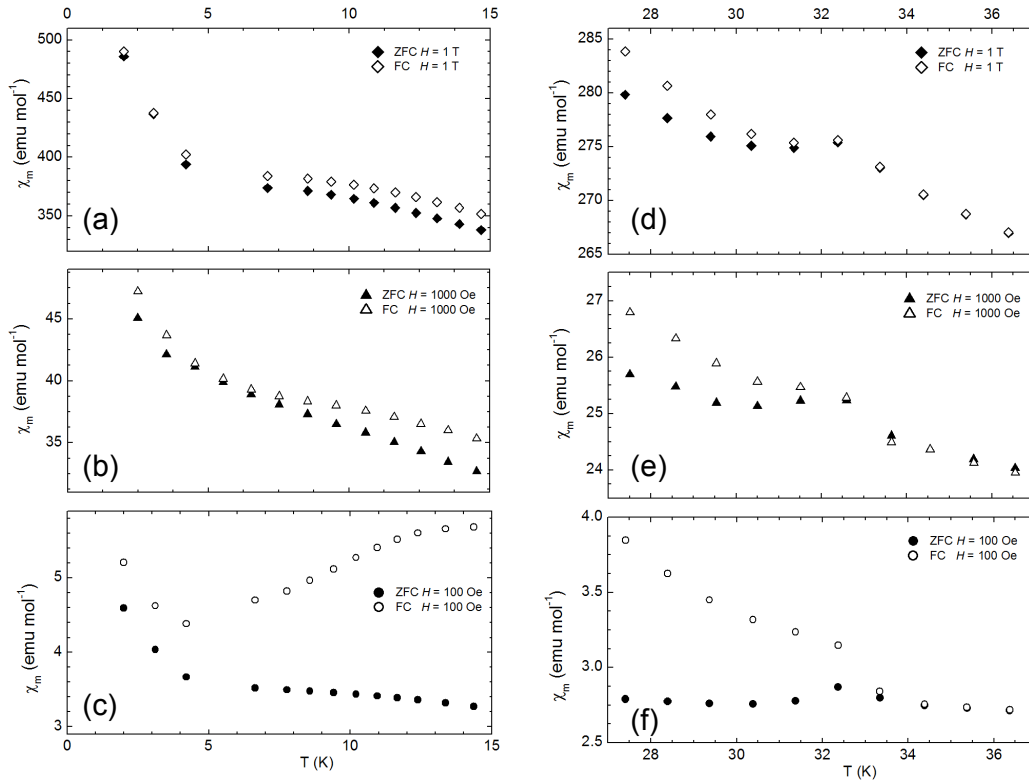 0 5 10 15
500
450
400
350
χm (emu mol⁻¹)
ZFC H = 1 T
FC H = 1 T
(a)
45
40
35
χm (emu mol⁻¹)
ZFC H = 1000 Oe
FC H = 1000 Oe
(b)
5
4
3
χm (emu mol⁻¹)
ZFC H = 100 Oe
FC H = 100 Oe
(c)
0 5 10 15
T (K)
28 30 32 34 36
285
280
275
270
265
χm (emu mol⁻¹)
ZFC H = 1 T
FC H = 1 T
(d)
27
26
25
24
χm (emu mol⁻¹)
ZFC H = 1000 Oe
FC H = 1000 Oe
(e)
4.0
3.5
3.0
2.5
χm (emu mol⁻¹)
ZFC H = 100 Oe
FC H = 100 Oe
(f)
28 30 32 34 36
T (K)